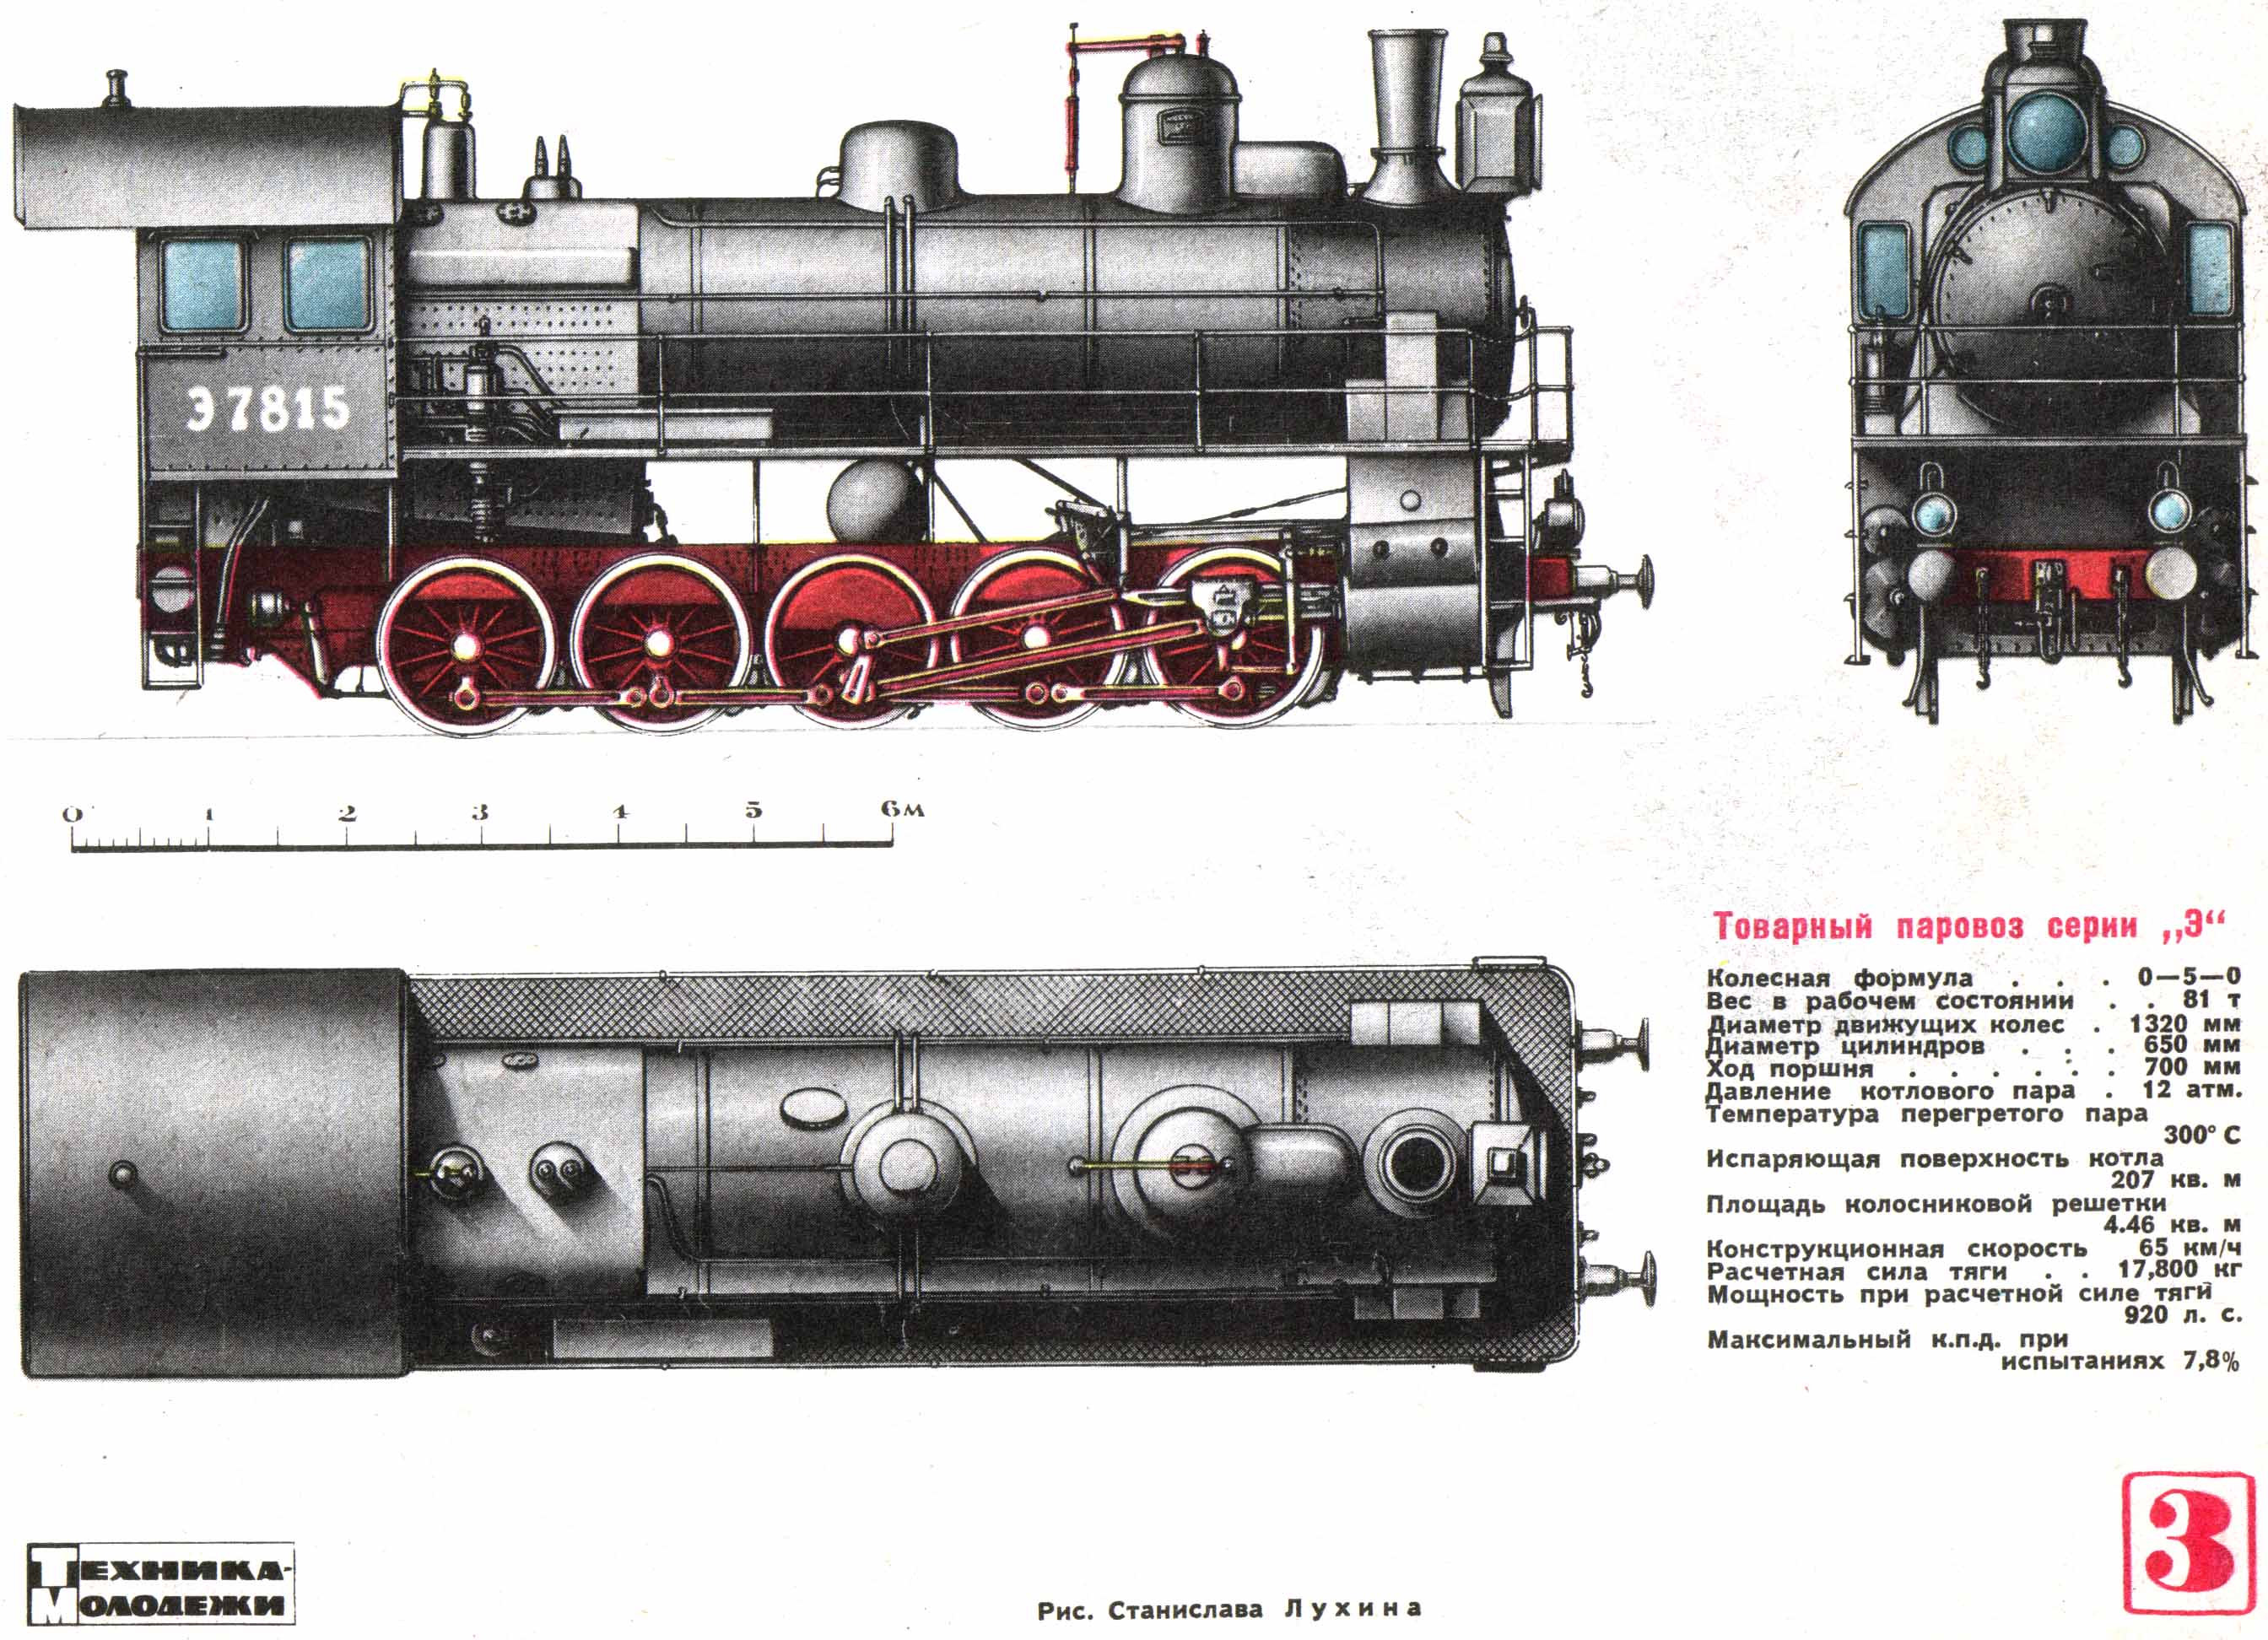 Э7815
0 1 2 3 4 5 6м
Товарный паровоз серии „Э“
Колесная формула . . . 0—5—0
Вес в рабочем состоянии . . 81 т
Диаметр движущих колес . 1320 мм
Диаметр цилиндров . . . 650 мм
Ход поршня . . . . . . 700 мм
Давление котлового пара . 12 атм.
Температура перегретого пара
300° С
Испаряющая поверхность котла
207 кв. м
Площадь колосниковой решетки
4.46 кв. м
Конструкционная скорость 65 км/ч
Расчетная сила тяги . . 17,800 кг
Мощность при расчетной силе тяги
920 л. с.
Максимальный к.п.д. при
испытаниях 7,8%
3
ТЕХНИКА-
МОЛОДЕЖИ
Рис. Станислава Лухина